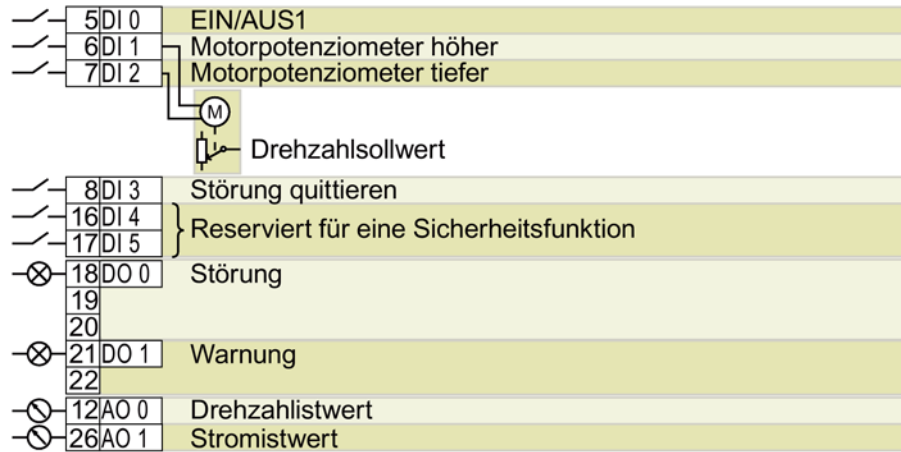 5 DI 0 EIN/AUS1
6 DI 1 Motorpotenziometer höher
7 DI 2 Motorpotenziometer tiefer
M
Drehzahlsollwert
8 DI 3 Störung quittieren
16 DI 4
Reserviert für eine Sicherheitsfunktion
17 DI 5
18 DO 0 Störung
19
20
21 DO 1 Warnung
22
12 AO 0 Drehzahlistwert
26 AO 1 Stromistwert